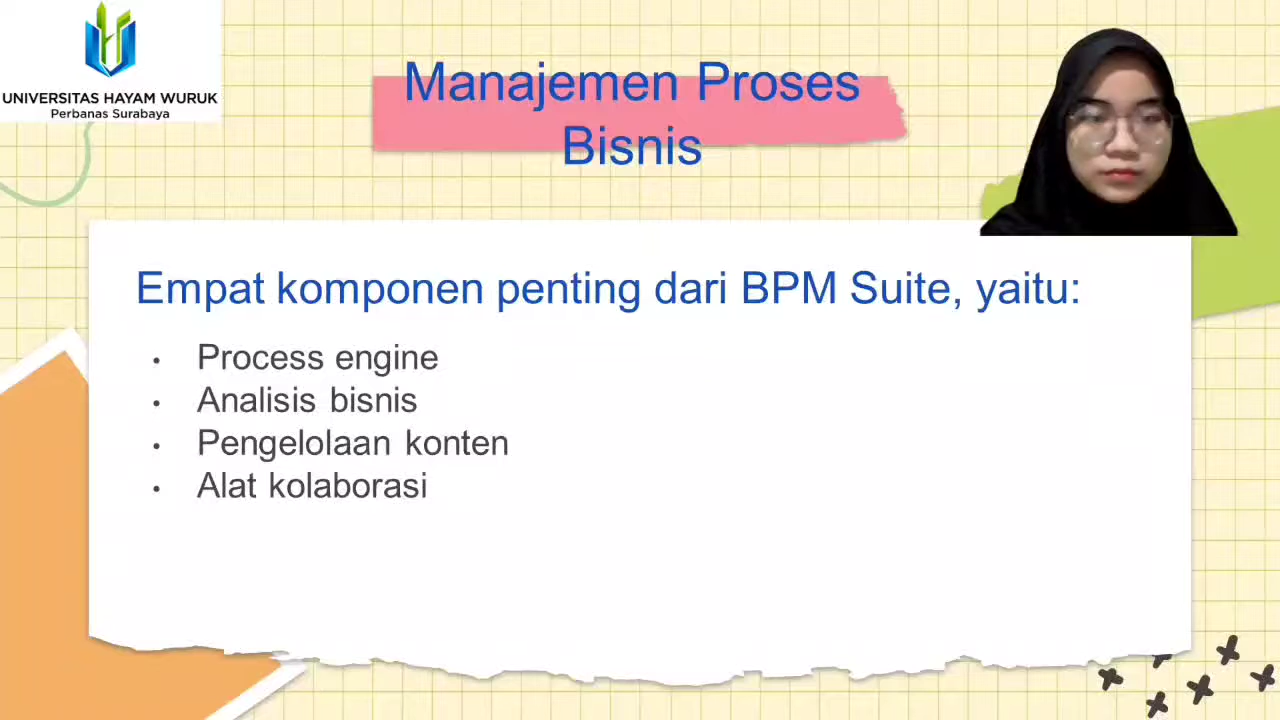 UNIVERSITAS HAYAM WURUK
Perbanas Surabaya
Manajemen Proses
Bisnis
Empat komponen penting dari BPM Suite, yaitu:
• Process engine
• Analisis bisnis
• Pengelolaan konten
• Alat kolaborasi